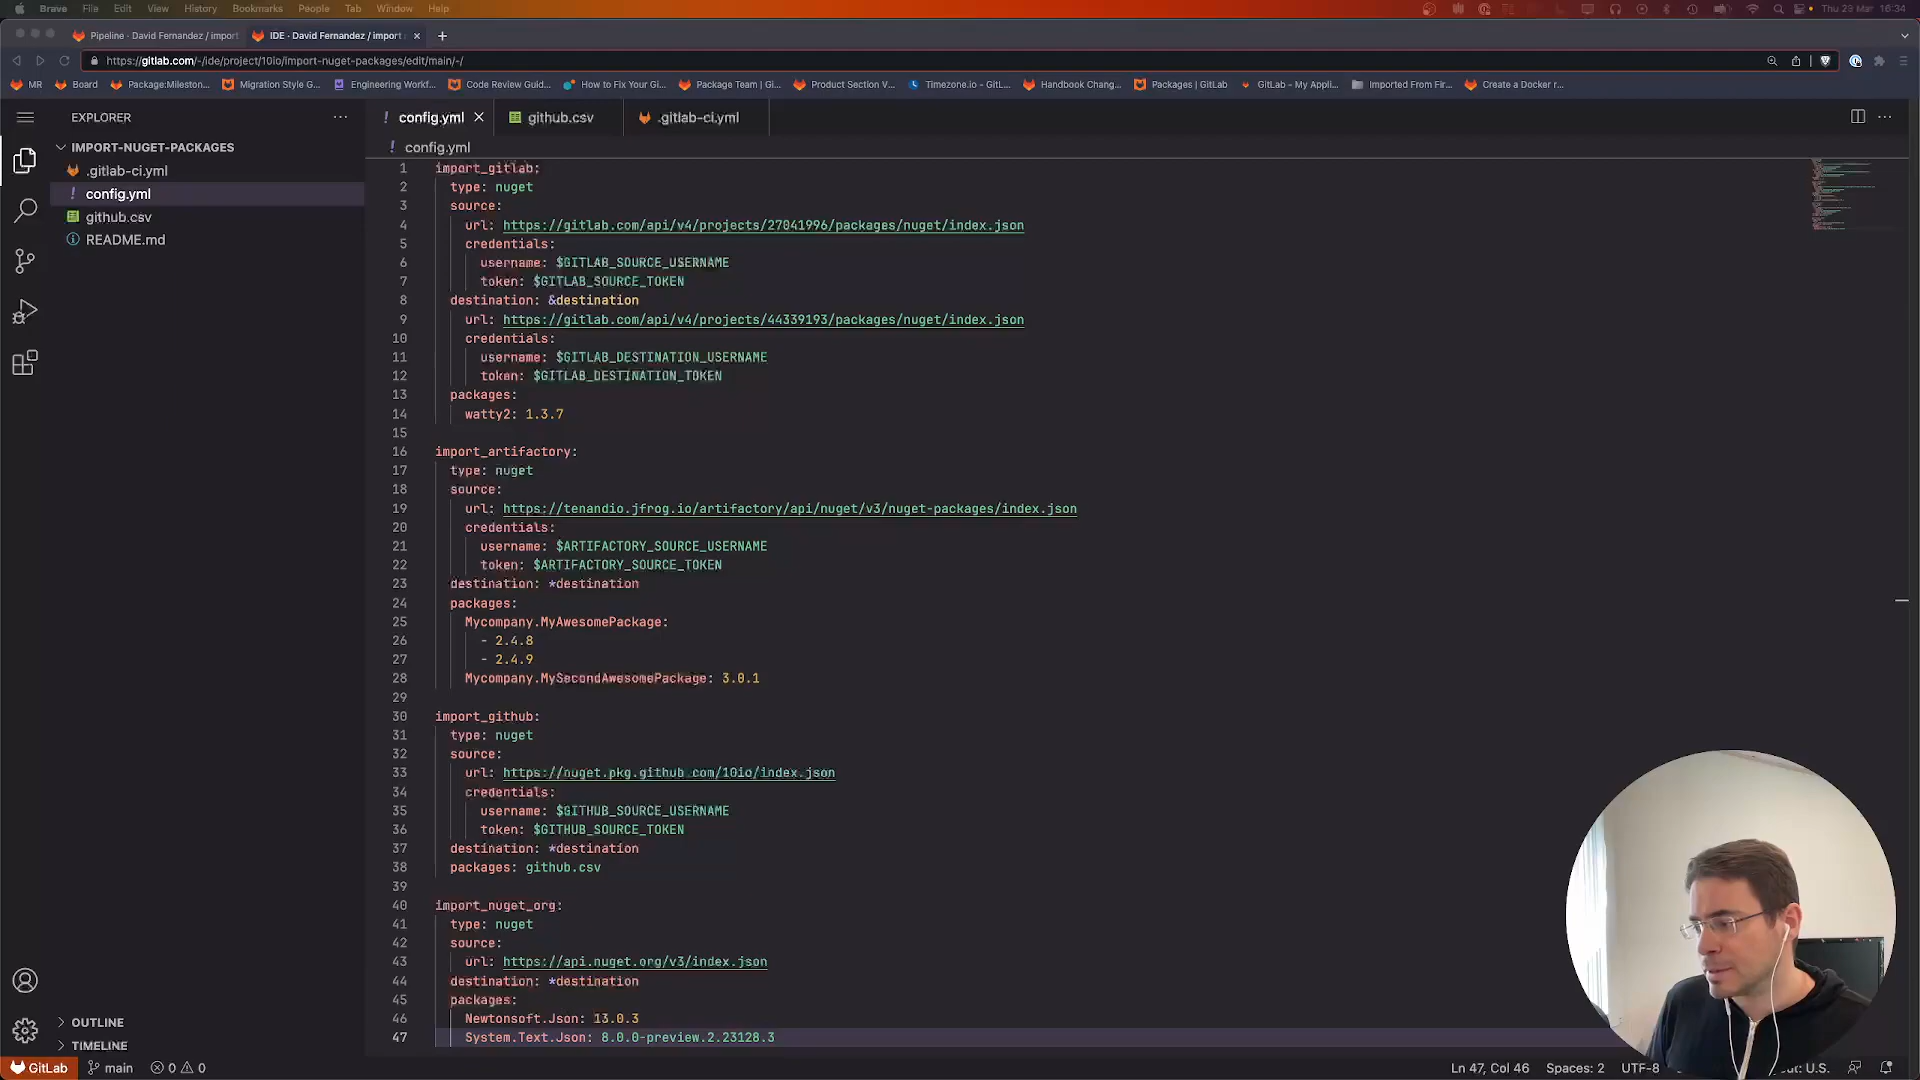 Brave File Edit View History Bookmarks People Tab Window Help
Thu 23 Mar 16:34
Pipeline · David Fernandez / import
IDE · David Fernandez / import
https://gitlab.com/-/ide/project/10io/import-nuget-packages/edit/main/-/
MR
Board
Package:Mileston...
Migration Style G...
Engineering Workf...
Code Review Guid...
How to Fix Your Gi...
Package Team | Gi...
Product Section V...
Timezone.io - GitL...
Handbook Chang...
Packages | GitLab
GitLab - My Appli...
Imported From Fir...
Create a Docker r...
EXPLORER
IMPORT-NUGET-PACKAGES
.gitlab-ci.yml
config.yml
github.csv
README.md
OUTLINE
TIMELINE
config.yml
github.csv
.gitlab-ci.yml
config.yml
1 import_gitlab:
2 type: nuget
3 source:
4 url: https://gitlab.com/api/v4/projects/27041996/packages/nuget/index.json
5 credentials:
6 username: $GITLAB_SOURCE_USERNAME
7 token: $GITLAB_SOURCE_TOKEN
8 destination: &destination
9 url: https://gitlab.com/api/v4/projects/44339193/packages/nuget/index.json
10 credentials:
11 username: $GITLAB_DESTINATION_USERNAME
12 token: $GITLAB_DESTINATION_TOKEN
13 packages:
14 watty2: 1.3.7
15
16 import_artifactory:
17 type: nuget
18 source:
19 url: https://tenandio.jfrog.io/artifactory/api/nuget/v3/nuget-packages/index.json
20 credentials:
21 username: $ARTIFACTORY_SOURCE_USERNAME
22 token: $ARTIFACTORY_SOURCE_TOKEN
23 destination: *destination
24 packages:
25 Mycompany.MyAwesomePackage:
26 - 2.4.8
27 - 2.4.9
28 Mycompany.MySecondAwesomePackage: 3.0.1
29
30 import_github:
31 type: nuget
32 source:
33 url: https://nuget.pkg.github.com/10io/index.json
34 credentials:
35 username: $GITHUB_SOURCE_USERNAME
36 token: $GITHUB_SOURCE_TOKEN
37 destination: *destination
38 packages: github.csv
39
40 import_nuget_org:
41 type: nuget
42 source:
43 url: https://api.nuget.org/v3/index.json
44 destination: *destination
45 packages:
46 Newtonsoft.Json: 13.0.3
47 System.Text.Json: 8.0.0-preview.2.23128.3
GitLab
main
0 0
Ln 47, Col 46
Spaces: 2
UTF-8
U.S.